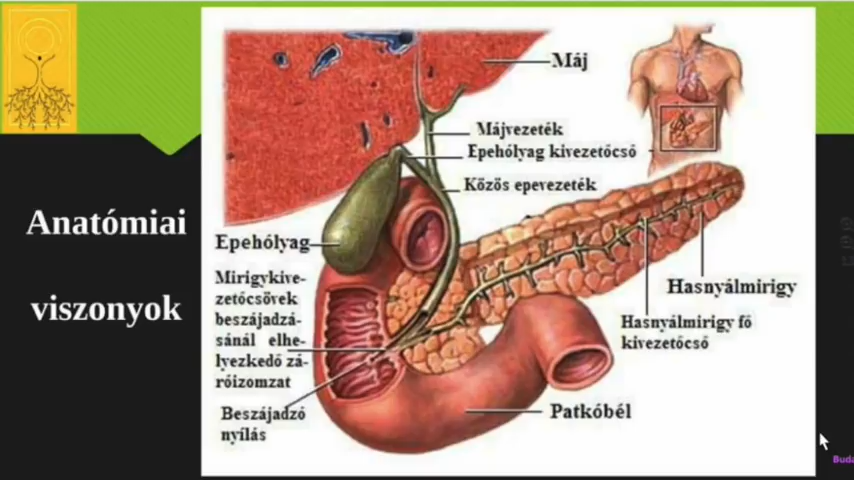 Anatómiai
viszonyok
Máj
Májvezeték
Epehólyag kivezetőcső
Közös epevezeték
Epehólyag
Mirigykive-
zetőcsövek
beszájadzá-
sánál elhe-
lyezkedő zá-
róizomzat
Beszájadzó
nyílás
Hasnyálmirigy
Hasnyálmirigy fő
kivezetőcső
Patkóbél